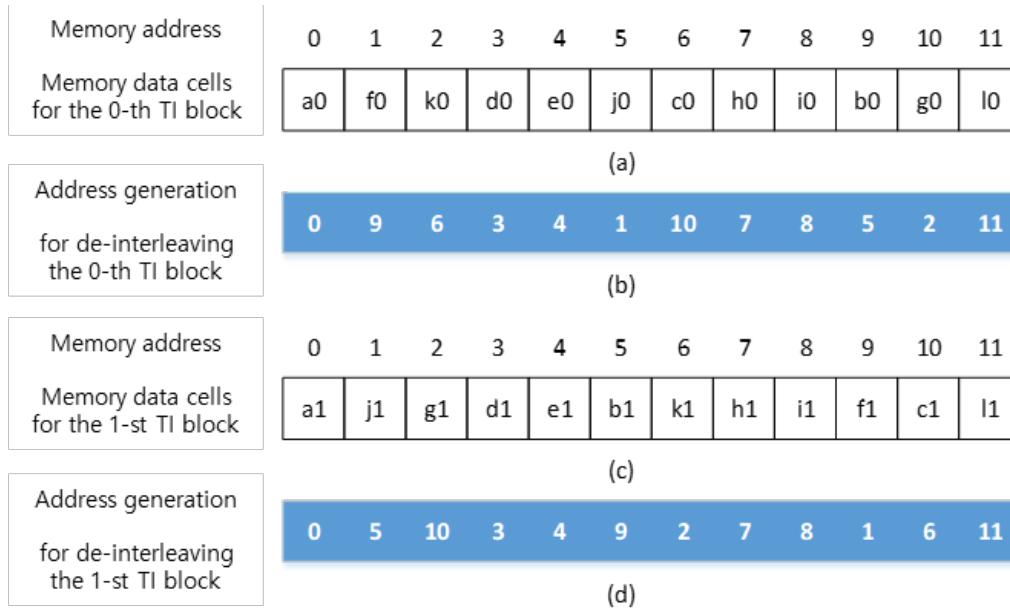 Memory address
0 1 2 3 4 5 6 7 8 9 10 11
Memory data cells
for the 0-th TI block
a0 f0 k0 d0 e0 j0 c0 h0 i0 b0 g0 l0
(a)
Address generation
for de-interleaving
the 0-th TI block
0 9 6 3 4 1 10 7 8 5 2 11
(b)
Memory address
0 1 2 3 4 5 6 7 8 9 10 11
Memory data cells
for the 1-st TI block
a1 j1 g1 d1 e1 b1 k1 h1 i1 f1 c1 l1
(c)
Address generation
for de-interleaving
the 1-st TI block
0 5 10 3 4 9 2 7 8 1 6 11
(d)